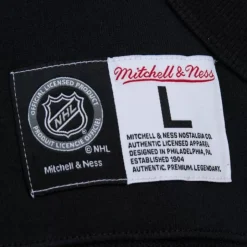 OFFICIAL LICENSED PRODUCT
PRODUIT LICENCIÉ OFFICIEL
NHL
© NHL
Mitchell & Ness
Mitchell & Ness
L
MITCHELL & NESS NOSTALGIA CO.
AUTHENTIC LICENSED APPAREL
DESIGNED IN PHILADELPHIA, PA
ESTABLISHED 1904
AUTHENTIC, PREMIUM, LEGENDARY.